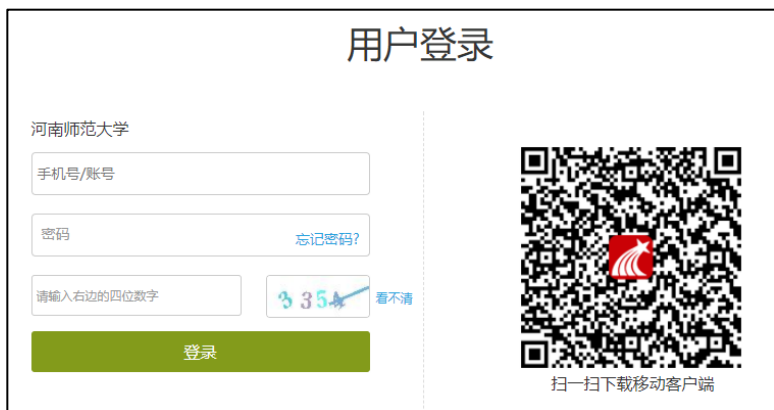 用户登录
河南师范大学
手机号/账号
密码
忘记密码?
请输入右边的四位数字
335
看不清
登录
扫一扫下载移动客户端